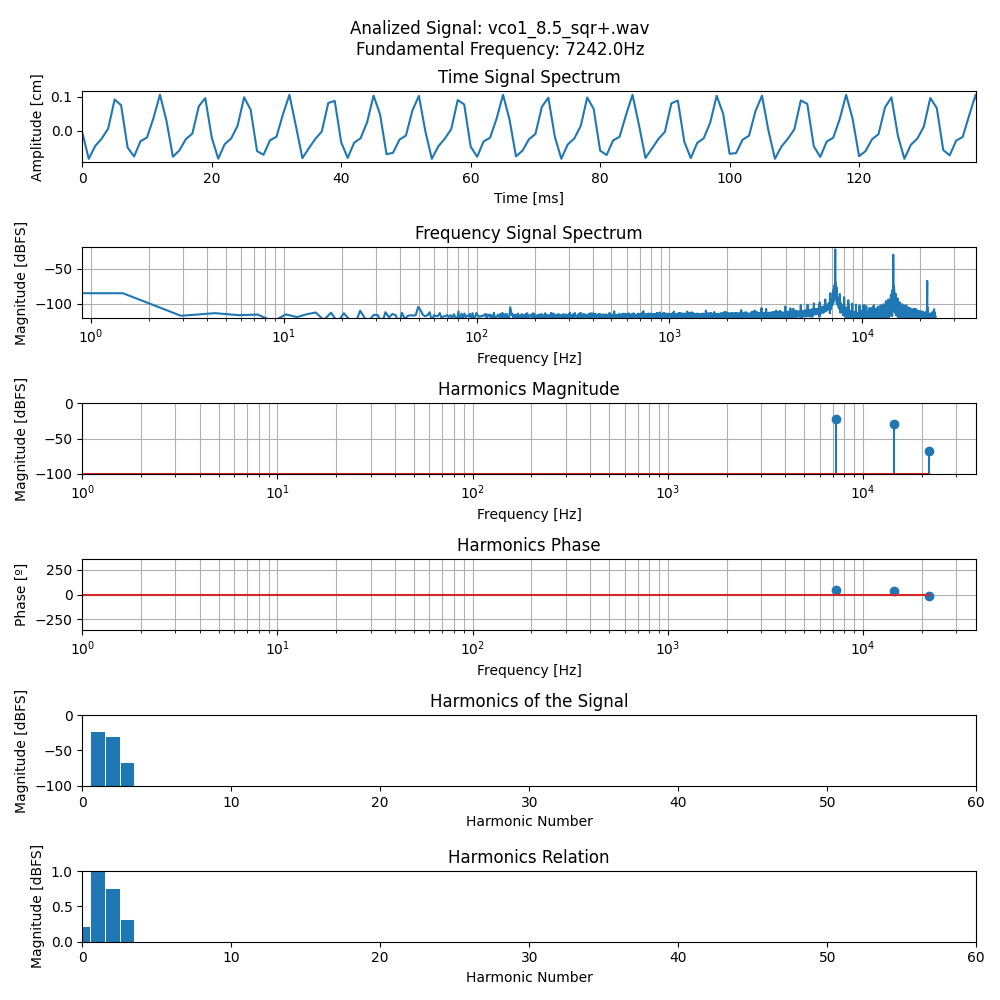 Analized Signal: vco1_8.5_sqr+.wav
Fundamental Frequency: 7242.0Hz
Time Signal Spectrum
Amplitude [cm]
0.1
0.0
0 20 40 60 80 100 120
Time [ms]
Frequency Signal Spectrum
Magnitude [dBFS]
−50
−100
10⁰ 10¹ 10² 10³ 10⁴
Frequency [Hz]
Harmonics Magnitude
Magnitude [dBFS]
0
−50
−100
10⁰ 10¹ 10² 10³ 10⁴
Frequency [Hz]
Harmonics Phase
Phase [º]
250
0
−250
10⁰ 10¹ 10² 10³ 10⁴
Frequency [Hz]
Harmonics of the Signal
Magnitude [dBFS]
0
−50
−100
0 10 20 30 40 50 60
Harmonic Number
Harmonics Relation
Magnitude [dBFS]
1.0
0.5
0.0
0 10 20 30 40 50 60
Harmonic Number